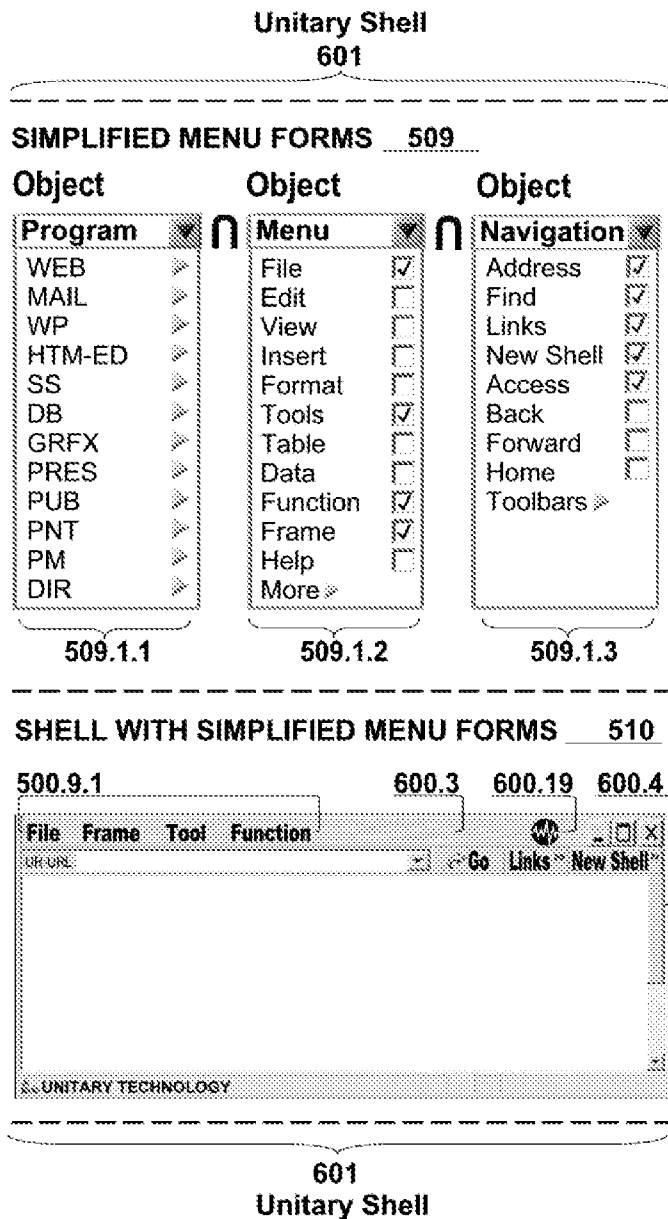 Unitary Shell
601
SIMPLIFIED MENU FORMS 509
Object Object Object
Program ∩ Menu ∩ Navigation
WEB File Address
MAIL Edit Find
WP View Links
HTM-ED Insert New Shell
SS Format Access
DB Tools Back
GRFX Table Forward
PRES Data Home
PUB Function Toolbars
PNT Frame
PM Help
DIR More
509.1.1 509.1.2 509.1.3
SHELL WITH SIMPLIFIED MENU FORMS 510
500.9.1 600.3 600.19 600.4
File Frame Tool Function
UR-URL Go Links New Shell
UNITARY TECHNOLOGY
601
Unitary Shell